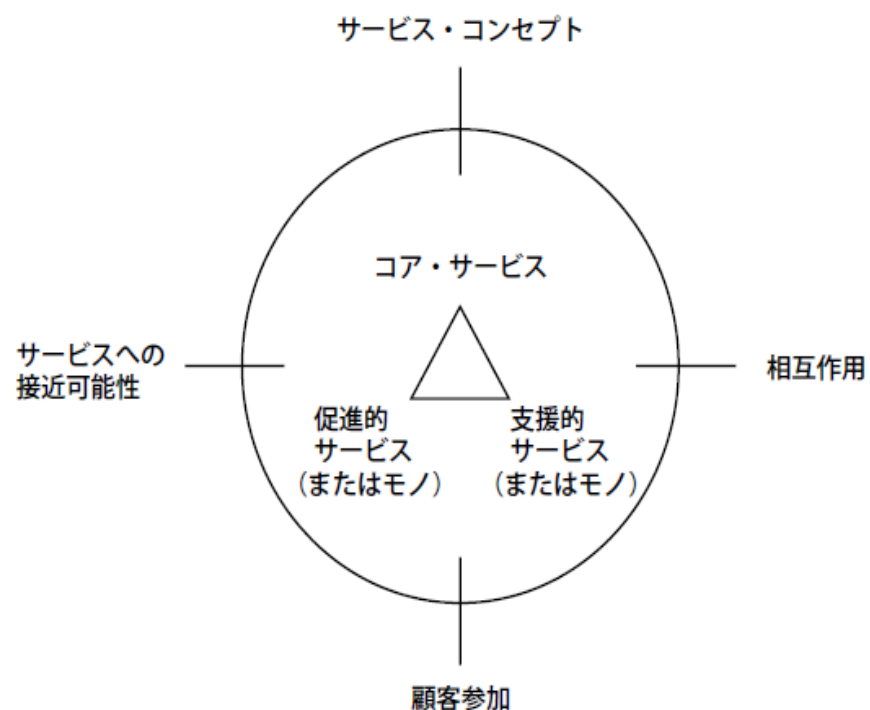 サービス・コンセプト
コア・サービス
サービスへの
接近可能性
相互作用
促進的
サービス
(またはモノ)
支援的
サービス
(またはモノ)
顧客参加